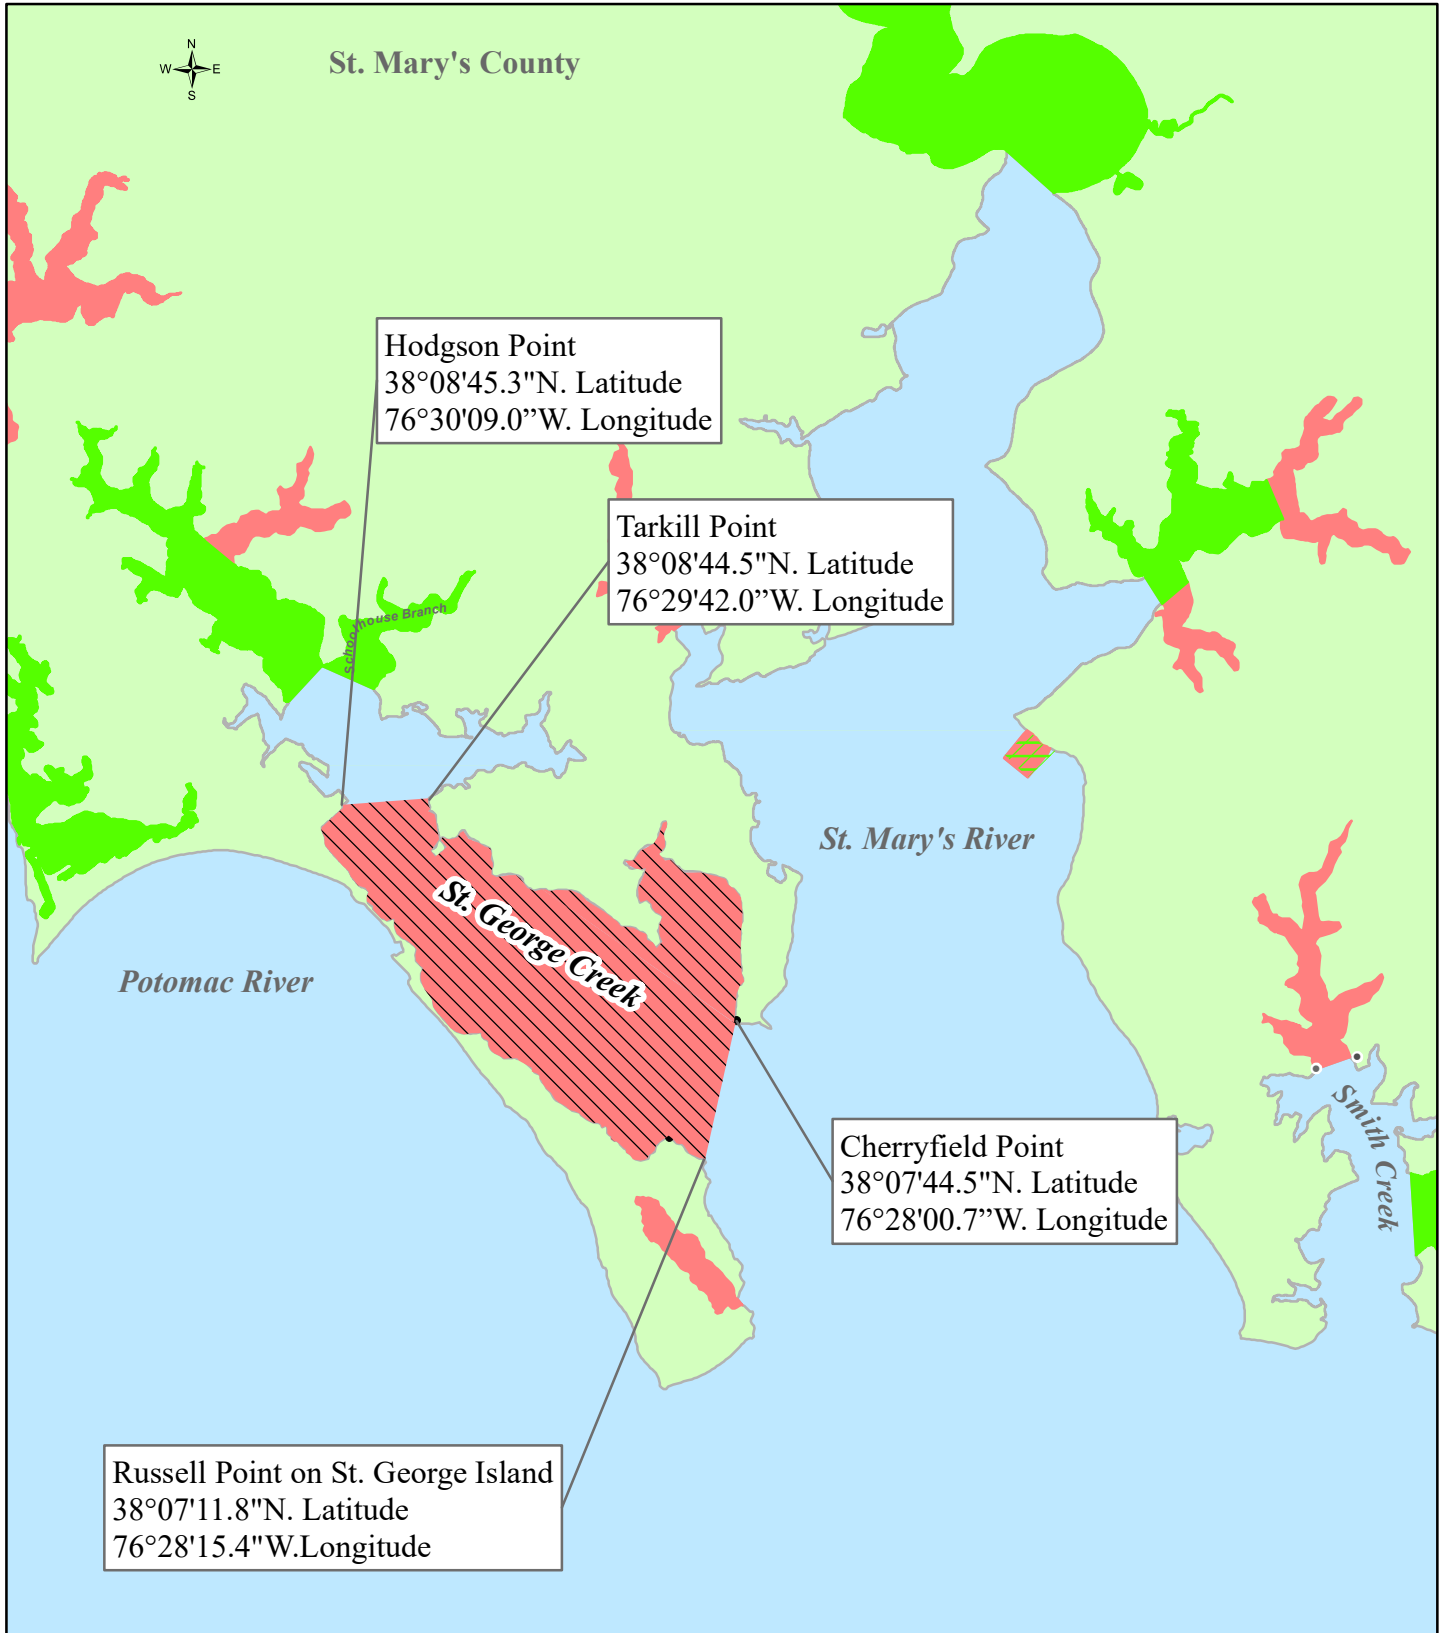 N
W E
S
St. Mary's County
Hodgson Point
38°08'45.3"N. Latitude
76°30'09.0”W. Longitude
Tarkill Point
38°08'44.5"N. Latitude
76°29'42.0”W. Longitude
Schoolhouse Branch
St. Mary's River
St. George Creek
Potomac River
Smith Creek
Cherryfield Point
38°07'44.5"N. Latitude
76°28'00.7”W. Longitude
Russell Point on St. George Island
38°07'11.8"N. Latitude
76°28'15.4"W.Longitude